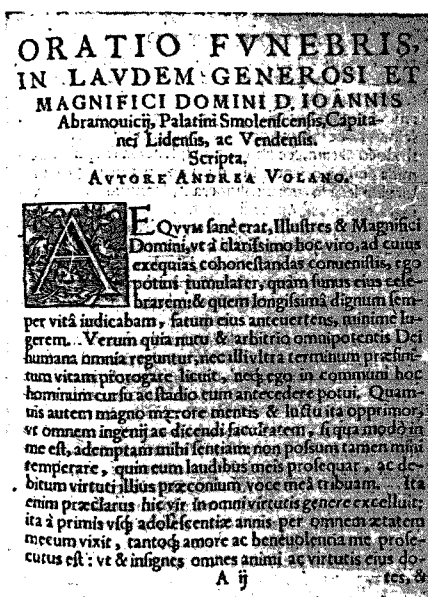 ORATIO FVNEBRIS,
IN LAVDEM GENEROSI ET
MAGNIFICI DOMINI D. IOANNIS
Abramovicij, Palatini Smolenscensis, Capita-
nei Lidensis, ac Vendensis.
Scripta.
AVTORE ANDREA VOLANO.
AEQVVM sanè erat, Illustres & Magnifici
Domini, vt à clarissimo hoc viro, ad cuius
exequias cohonestandas conuenistis, ego
potiùs tumularer, quàm funus eius cele-
brarem: & quem longissimâ dignum sem-
per vitâ iudicabam, fatum eius anteuertens, minimè lu-
gerem. Verum quia nutu & arbitrio omnipotentis Dei
humana omnia reguntur, nec illi vltra terminum præfini-
tum vitam prorogare licuit, neq; ego in communi hoc
hominum cursu ac stadio eum antecedere potui. Quam-
uis autem magno mærore mentis & luctu ita opprimor,
vt omnem ingenij ac dicendi facultatem, si qua modò in
me est, ademptam mihi sentiam: non possum tamen mihi
temperare, quin eum laudibus meis prosequar, ac de-
bitum virtuti illius præconium voce meâ tribuam. Ita
enim præclarus hic vir in omni virtutis genere excelluit;
ita à primis vsq; adolescentiæ annis per omnem ætatem
mecum vixit, tantoq; amore ac beneuolentia me prose-
cutus est: vt & insignes omnes animi ac virtutis eius do-
A ij
tes, &